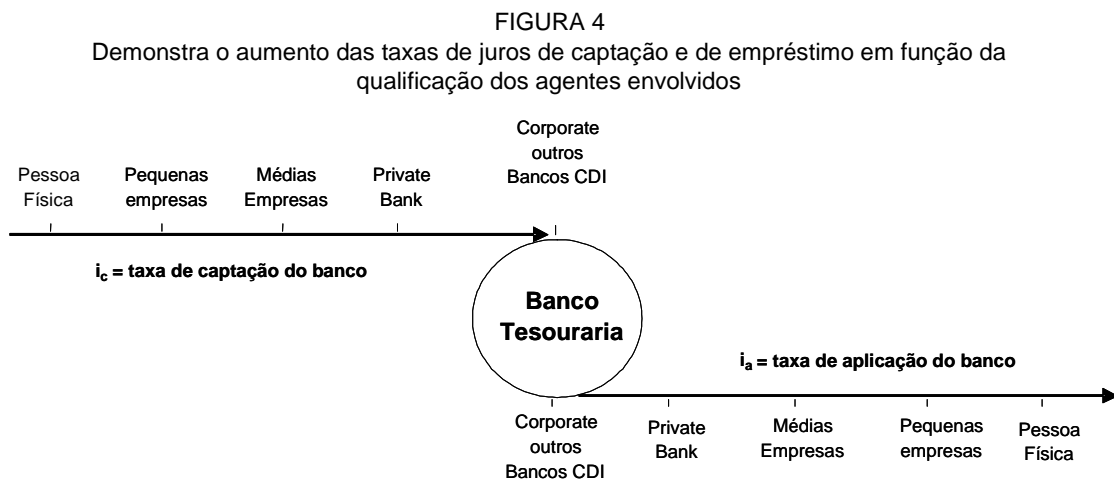 FIGURA 4
Demonstra o aumento das taxas de juros de captação e de empréstimo em função da
qualificação dos agentes envolvidos
Corporate
outros
Bancos CDI
Pessoa
Física
Pequenas
empresas
Médias
Empresas
Private
Bank
i_c = taxa de captação do banco
Banco
Tesouraria
i_a = taxa de aplicação do banco
Corporate
outros
Bancos CDI
Private
Bank
Médias
Empresas
Pequenas
empresas
Pessoa
Física